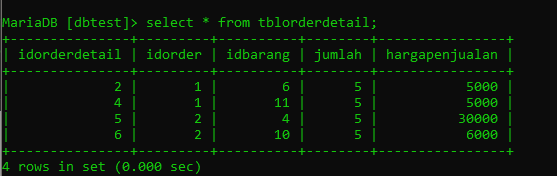 MariaDB [dbtest]> select * from tblorderdetail;
+---------------+---------+----------+--------+----------------+
| idorderdetail | idorder | idbarang | jumlah | hargapenjualan |
+---------------+---------+----------+--------+----------------+
|             2 |       1 |        6 |      5 |           5000 |
|             4 |       1 |       11 |      5 |           5000 |
|             5 |       2 |        4 |      5 |          30000 |
|             6 |       2 |       10 |      5 |           6000 |
+---------------+---------+----------+--------+----------------+
4 rows in set (0.000 sec)